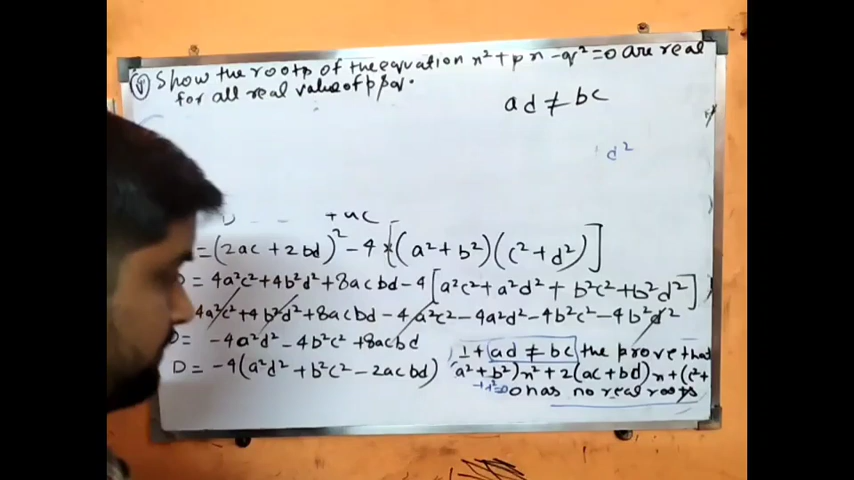 (v) Show the roots of the equation x² + px - q² = 0 are real
for all real value of p & q.
ad ≠ bc
d²
+ 4C
= (2ac + 2bd)² - 4 × [(a² + b²)(c² + d²)]
D = 4a²c² + 4b²d² + 8acbd - 4[a²c² + a²d² + b²c² + b²d²]
4a²c² + 4b²d² + 8acbd - 4a²c² - 4a²d² - 4b²c² - 4b²d²
D = -4a²d² - 4b²c² + 8acbd
D = -4(a²d² + b²c² - 2acbd)
If ad ≠ bc the prove that
a² + b²)x² + 2(ac + bd)x + (c² +
=0 has no real roots